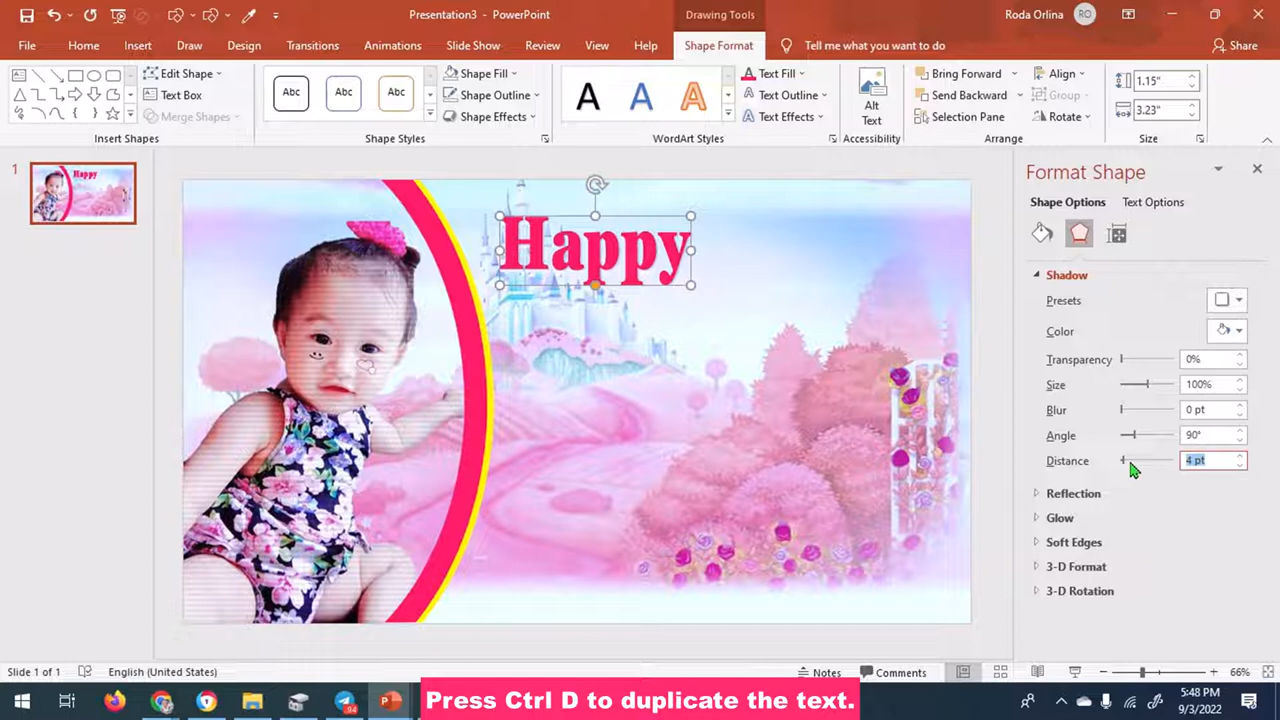 Presentation3 - PowerPoint
Drawing Tools
Roda Orlina
RO
File
Home
Insert
Draw
Design
Transitions
Animations
Slide Show
Review
View
Help
Shape Format
Tell me what you want to do
Share
Edit Shape
Text Box
Merge Shapes
Insert Shapes
Abc
Abc
Abc
Shape Fill
Shape Outline
Shape Effects
Shape Styles
A
A
A
Text Fill
Text Outline
Text Effects
WordArt Styles
Alt
Text
Accessibility
Bring Forward
Send Backward
Selection Pane
Align
Group
Rotate
Arrange
1.15"
3.23"
Size
1
Happy
Happy
Format Shape
Shape Options
Text Options
Shadow
Presets
Color
Transparency
0%
Size
100%
Blur
0 pt
Angle
90°
Distance
4 pt
Reflection
Glow
Soft Edges
3-D Format
3-D Rotation
Slide 1 of 1
English (United States)
Notes
Comments
66%
94
Press Ctrl D to duplicate the text.
5:48 PM
9/3/2022